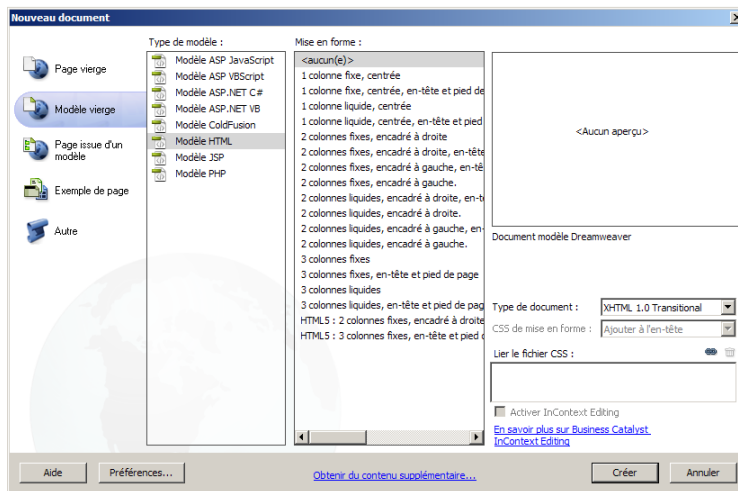 Nouveau document
Page vierge
Modèle vierge
Page issue d'un
modèle
Exemple de page
Autre
Type de modèle :
Modèle ASP JavaScript
Modèle ASP VBScript
Modèle ASP.NET C#
Modèle ASP.NET VB
Modèle ColdFusion
Modèle HTML
Modèle JSP
Modèle PHP
Mise en forme :
<aucun(e)>
1 colonne fixe, centrée
1 colonne fixe, centrée, en-tête et pied de
1 colonne liquide, centrée
1 colonne liquide, centrée, en-tête et pied
2 colonnes fixes, encadré à droite
2 colonnes fixes, encadré à droite, en-tête
2 colonnes fixes, encadré à gauche, en-tê
2 colonnes fixes, encadré à gauche.
2 colonnes liquides, encadré à droite, en-t
2 colonnes liquides, encadré à droite.
2 colonnes liquides, encadré à gauche, en-
2 colonnes liquides, encadré à gauche.
3 colonnes fixes
3 colonnes fixes, en-tête et pied de page
3 colonnes liquides
3 colonnes liquides, en-tête et pied de pag
HTML5 : 2 colonnes fixes, encadré à droite
HTML5 : 3 colonnes fixes, en-tête et pied
<Aucun aperçu>
Document modèle Dreamweaver
Type de document : XHTML 1.0 Transitional
CSS de mise en forme : Ajouter à l'en-tête
Lier le fichier CSS :
Activer InContext Editing
En savoir plus sur Business Catalyst
InContext Editing
Aide
Préférences...
Obtenir du contenu supplémentaire...
Créer
Annuler